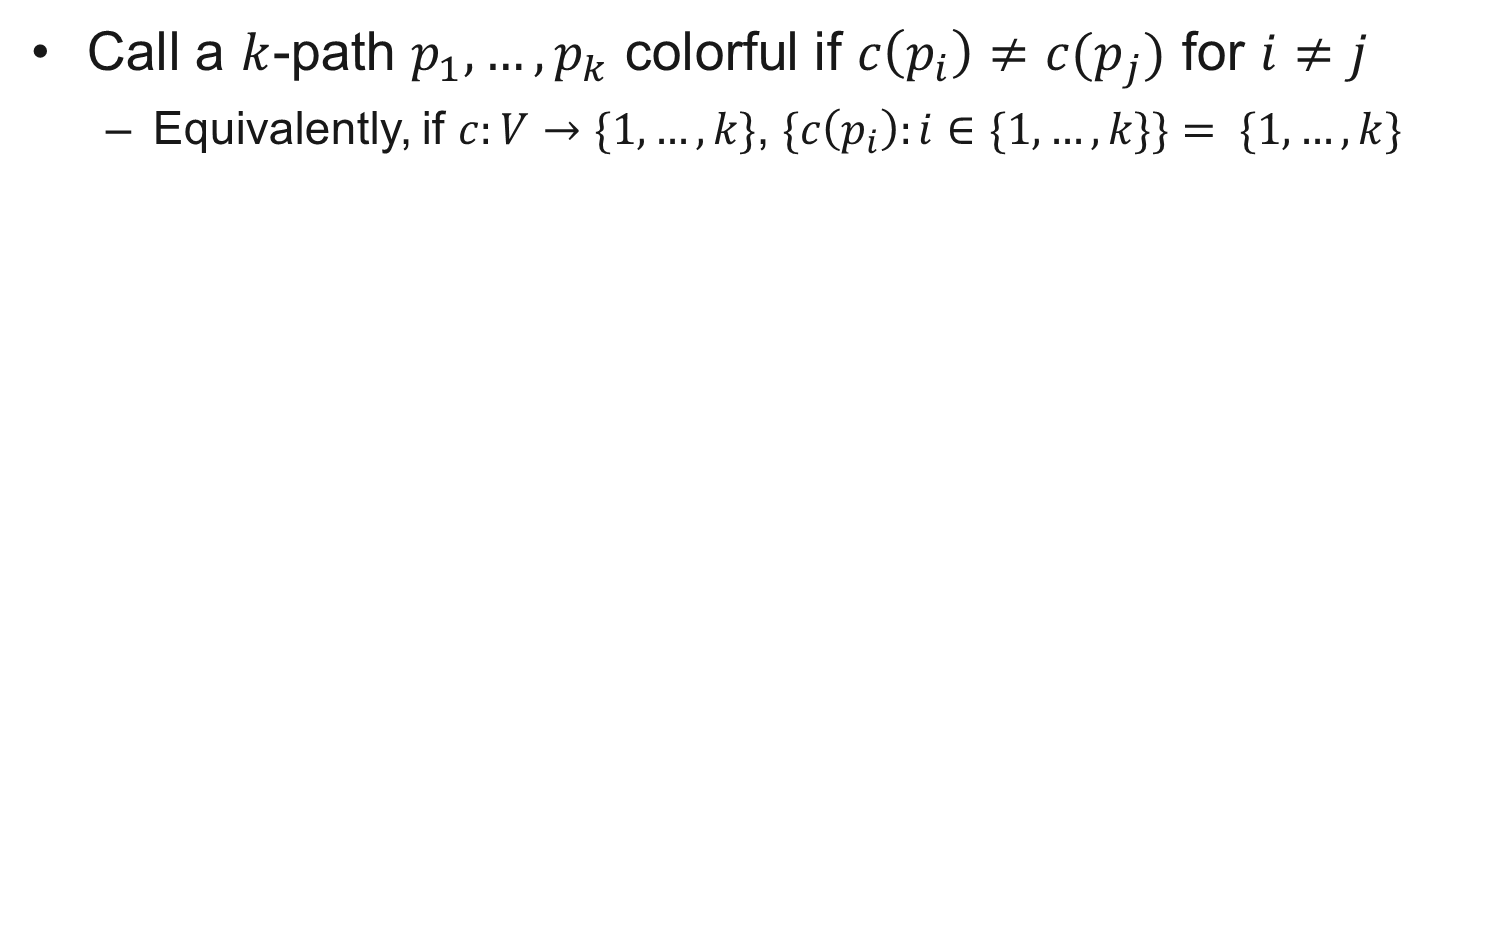 • Call a 𝑘-path 𝑝₁, … , 𝑝ₖ colorful if 𝑐(𝑝ᵢ) ≠ 𝑐(𝑝ⱼ) for 𝑖 ≠ 𝑗
– Equivalently, if 𝑐: 𝑉 → {1, … , 𝑘}, {𝑐(𝑝ᵢ): 𝑖 ∈ {1, … , 𝑘}} = {1, … , 𝑘}